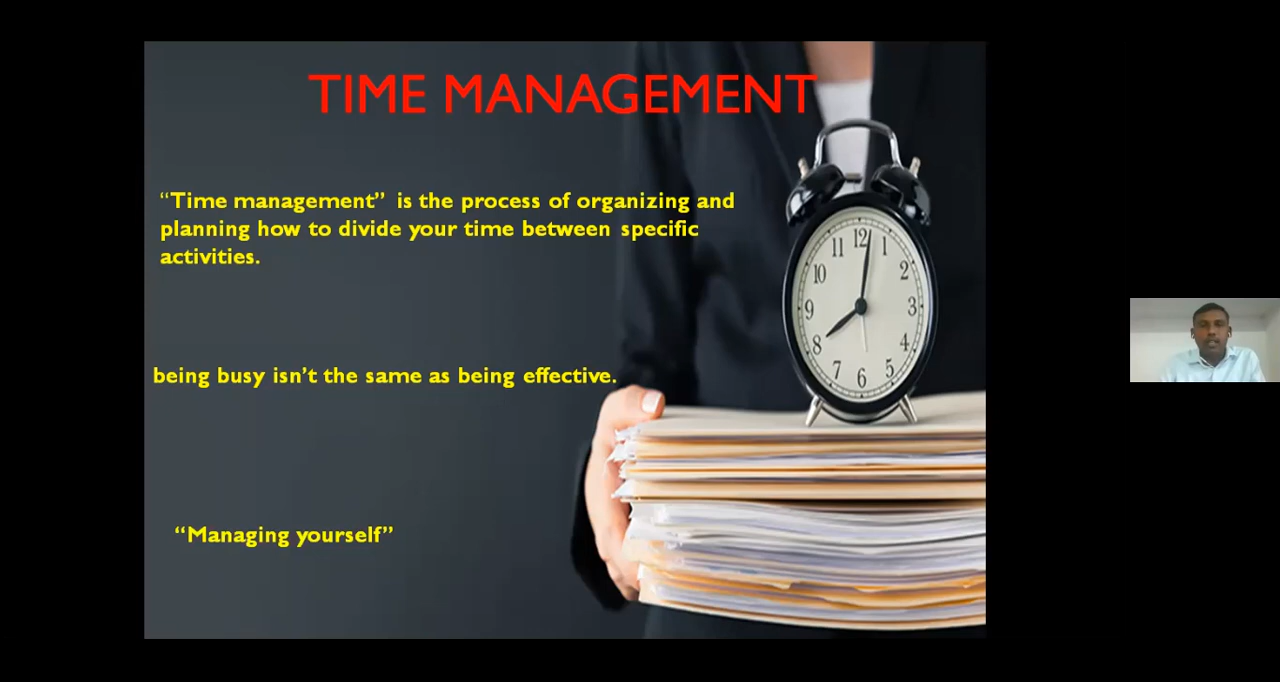 TIME MANAGEMENT
“Time management” is the process of organizing and
planning how to divide your time between specific
activities.
being busy isn’t the same as being effective.
“Managing yourself”
12
1
2
3
4
5
6
7
8
9
10
11